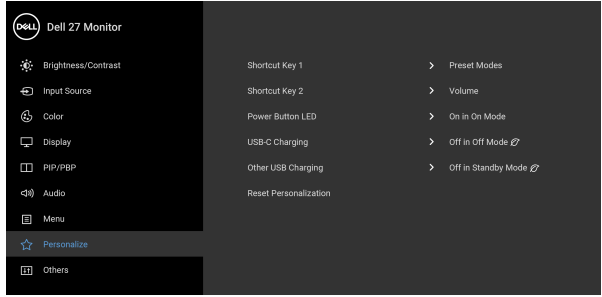 DELL Dell 27 Monitor
Brightness/Contrast
Input Source
Color
Display
PIP/PBP
Audio
Menu
Personalize
Others
Shortcut Key 1 > Preset Modes
Shortcut Key 2 > Volume
Power Button LED > On in On Mode
USB-C Charging > Off in Off Mode
Other USB Charging > Off in Standby Mode
Reset Personalization